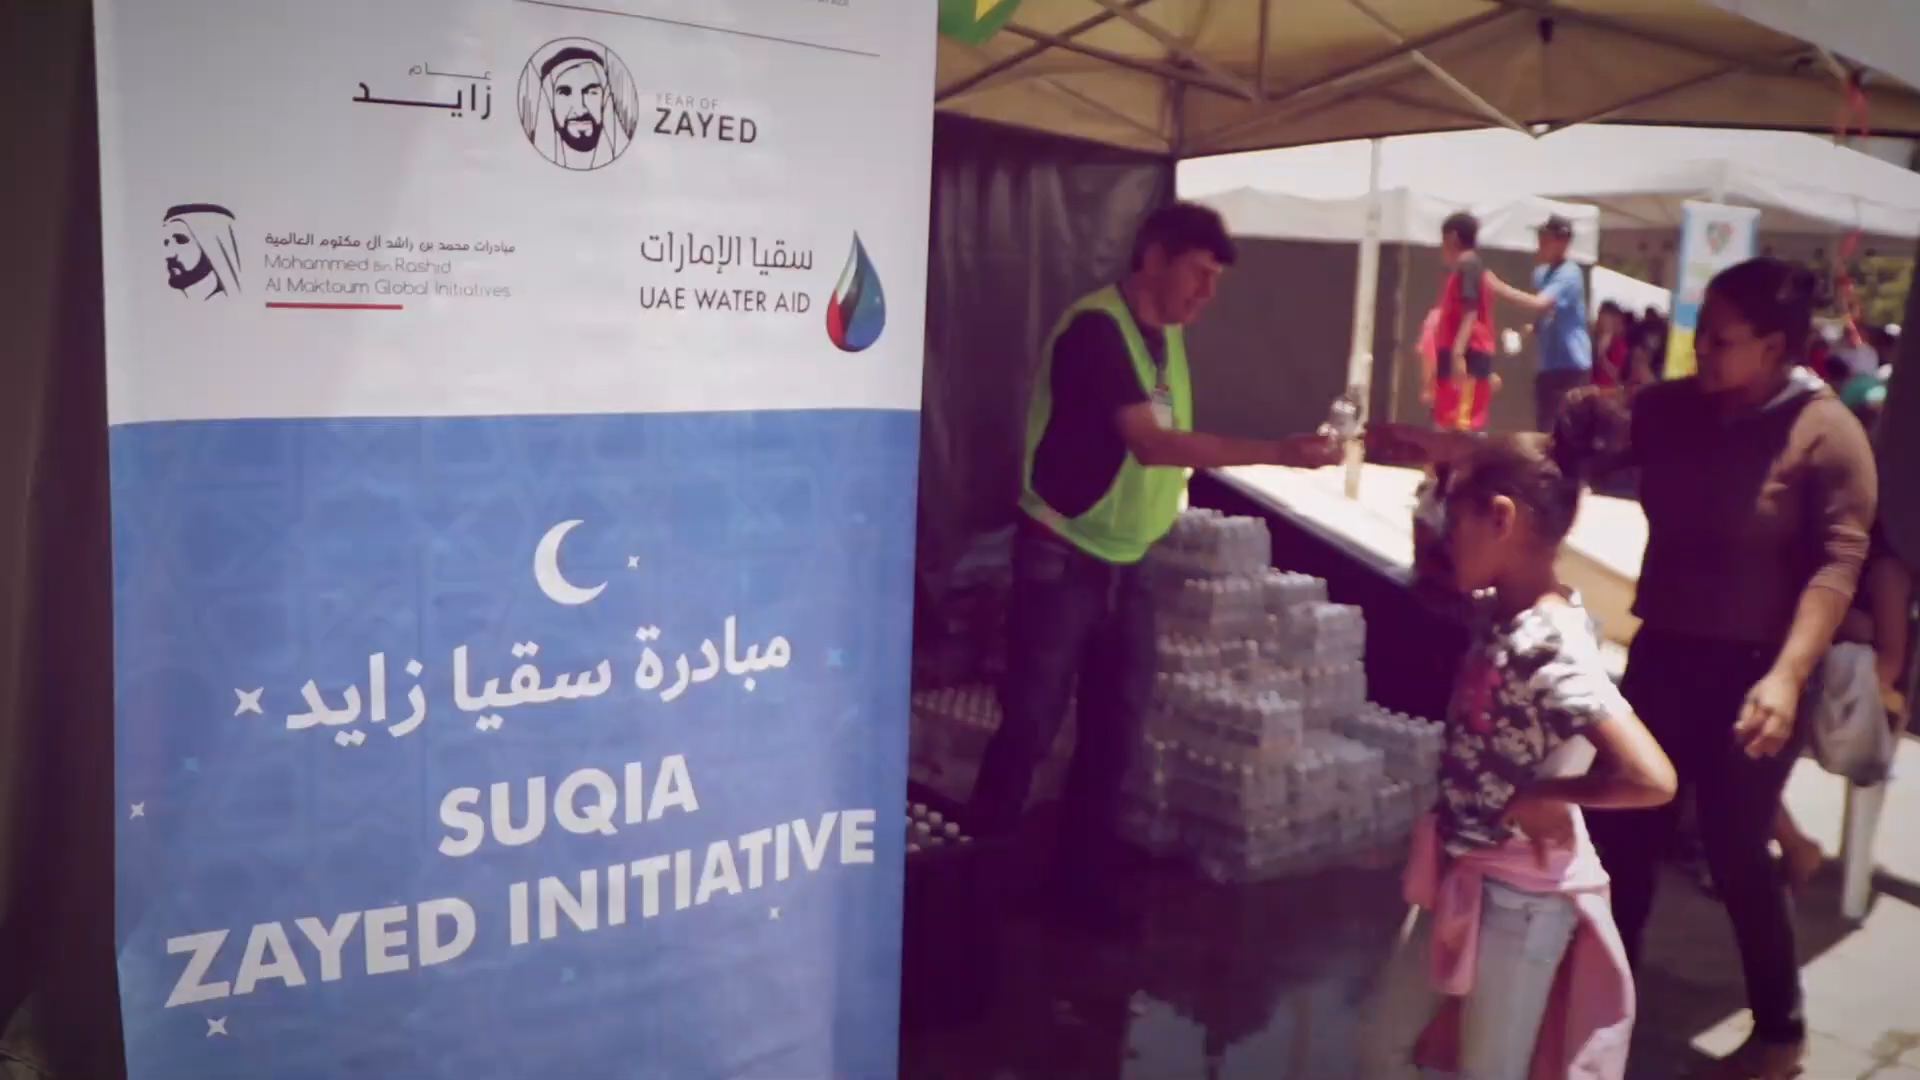 عام
زايد
YEAR OF
ZAYED
مبادرات محمد بن راشد آل مكتوم العالمية
Mohammed Bin Rashid
Al Maktoum Global Initiatives
سقيا الإمارات
UAE WATER AID
مبادرة سقيا زايد
SUQIA
ZAYED INITIATIVE